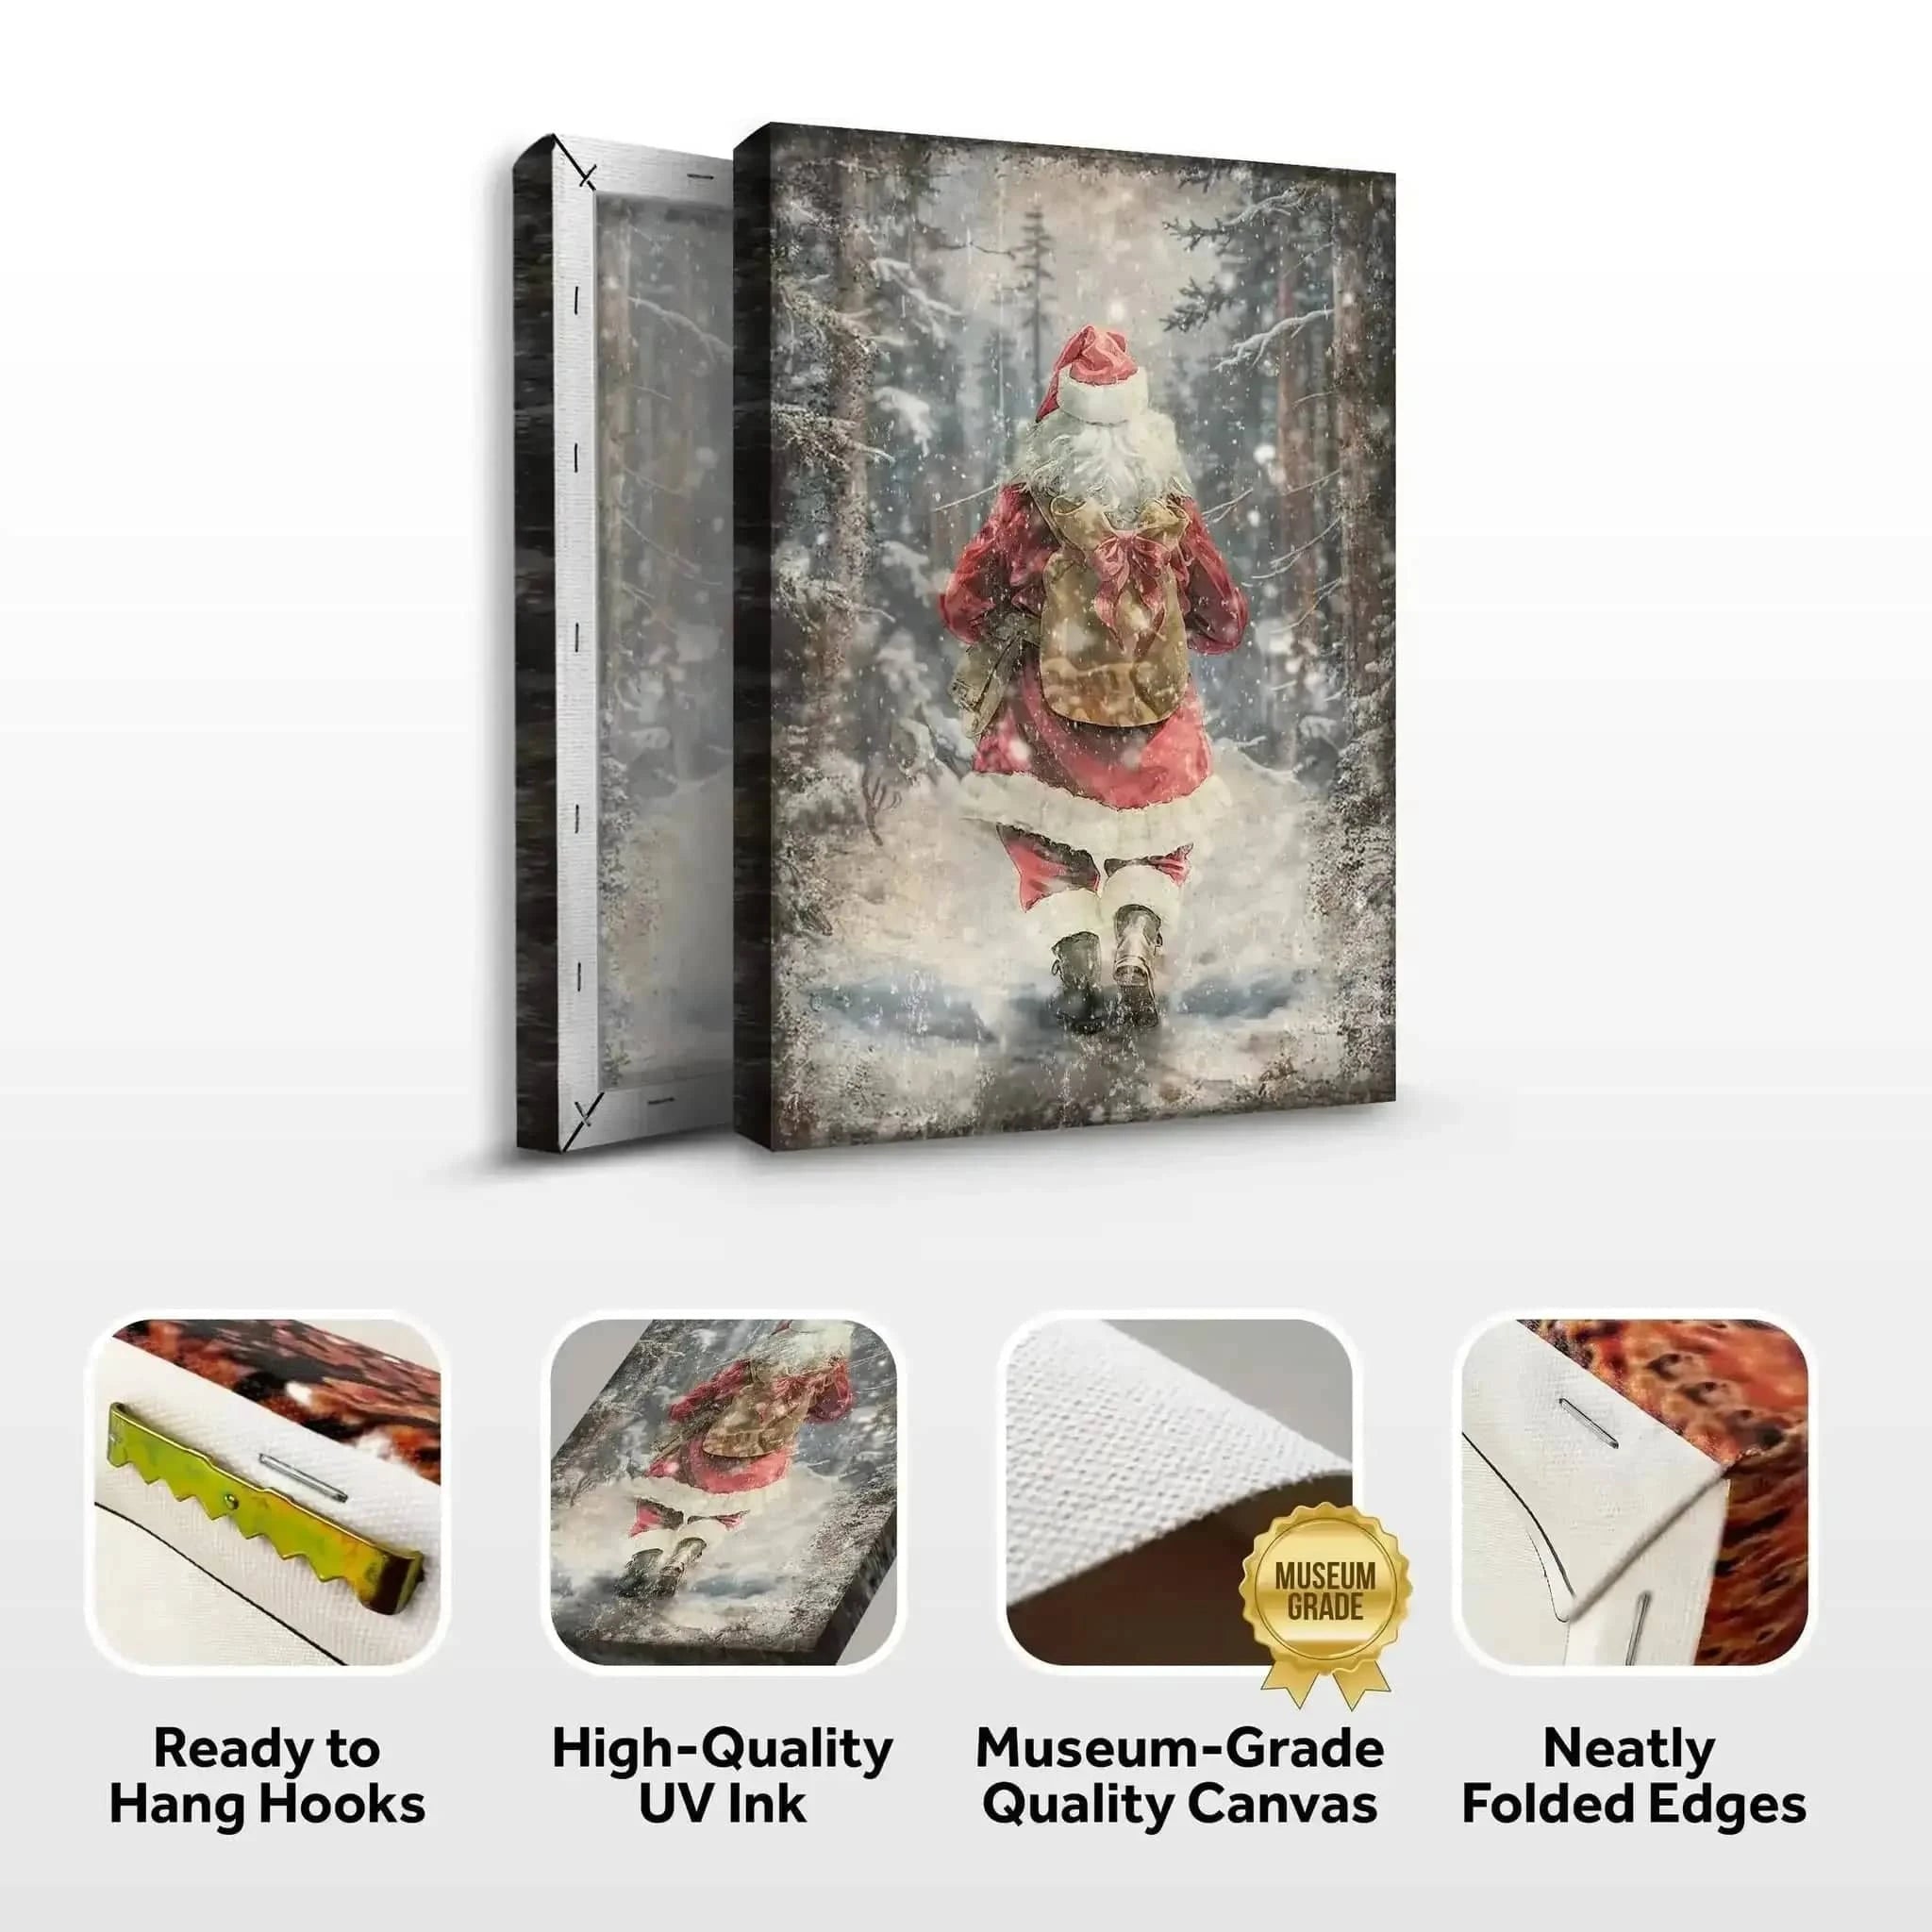 MUSEUM
GRADE
Ready to
Hang Hooks
High-Quality
UV Ink
Museum-Grade
Quality Canvas
Neatly
Folded Edges